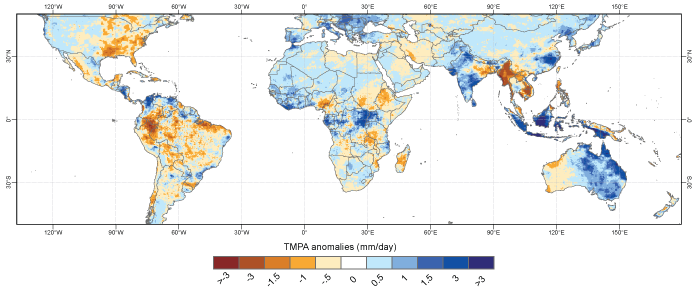 120°W 90°W 60°W 30°W 0° 30°E 60°E 90°E 120°E 150°E
30°N 30°N
0° 0°
30°S 30°S
120°W 90°W 60°W 30°W 0° 30°E 60°E 90°E 120°E 150°E
TMPA anomalies (mm/day)
>-3 -3 -1.5 -1 -.5 0 0.5 1 1.5 3 >3